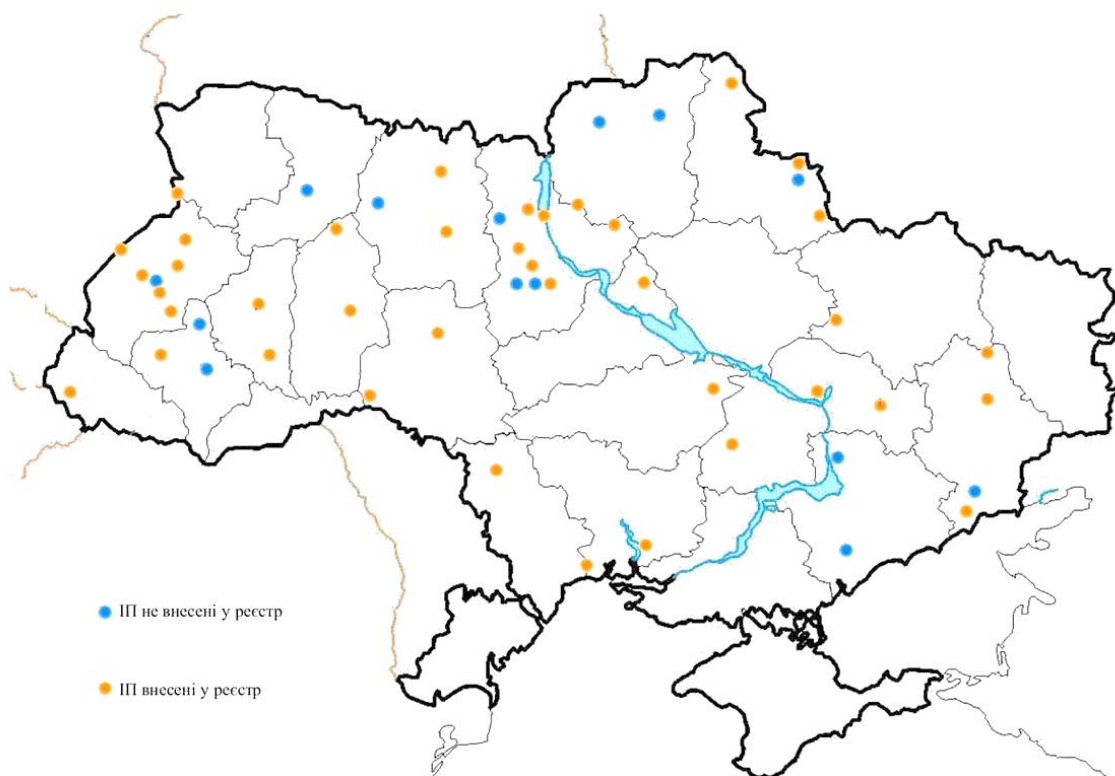 ІП не внесені у реєстр
ІП внесені у реєстр